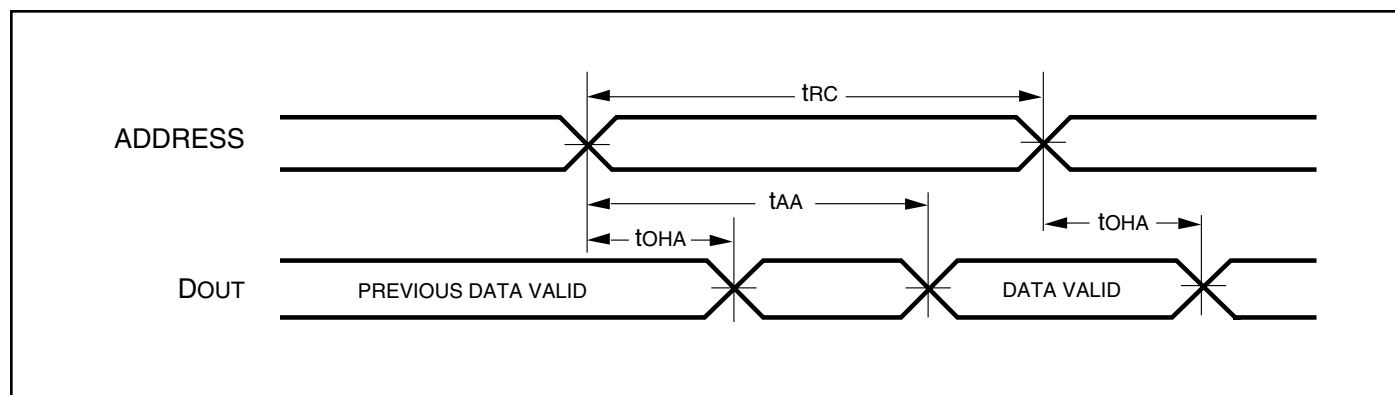 tRC
ADDRESS
tAA
tOHA
tOHA
DOUT
PREVIOUS DATA VALID
DATA VALID